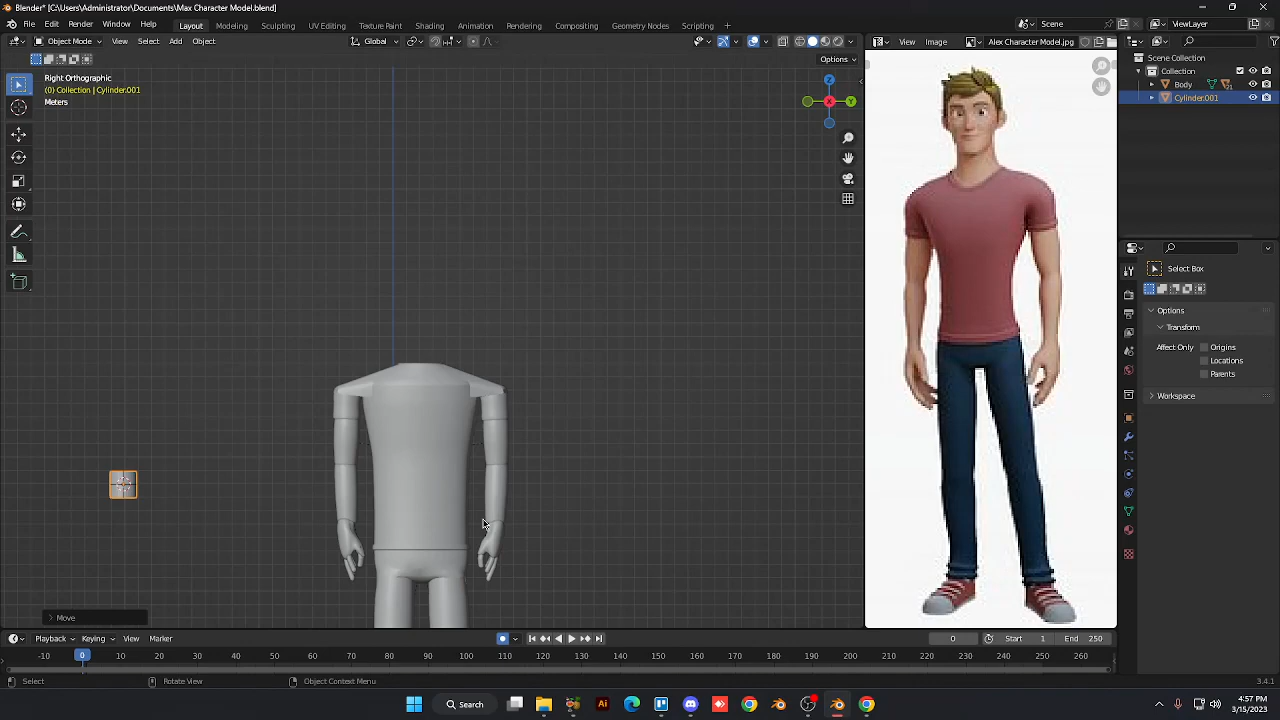 Blender* [C:\Users\Administrator\Documents\Max Character Model.blend]
File Edit Render Window Help Layout Modeling Sculpting UV Editing Texture Paint Shading Animation Rendering Compositing Geometry Nodes Scripting + Scene ViewLayer
Object Mode View Select Add Object Global View Image Alex Character Model.jpg
Options
Right Orthographic
(0) Collection | Cylinder.001
Meters
Z
X
Y
Scene Collection
Collection
Body 21
Cylinder.001
Select Box
Options
Transform
Affect Only Origins
Locations
Parents
Workspace
Move
Playback Keying View Marker 0 Start 1 End 250
-10 0 10 20 30 40 50 60 70 80 90 100 110 120 130 140 150 160 170 180 190 200 210 220 230 240 250 260
Select Rotate View Object Context Menu 3.4.1
Search
Ai
4:57 PM
3/15/2023